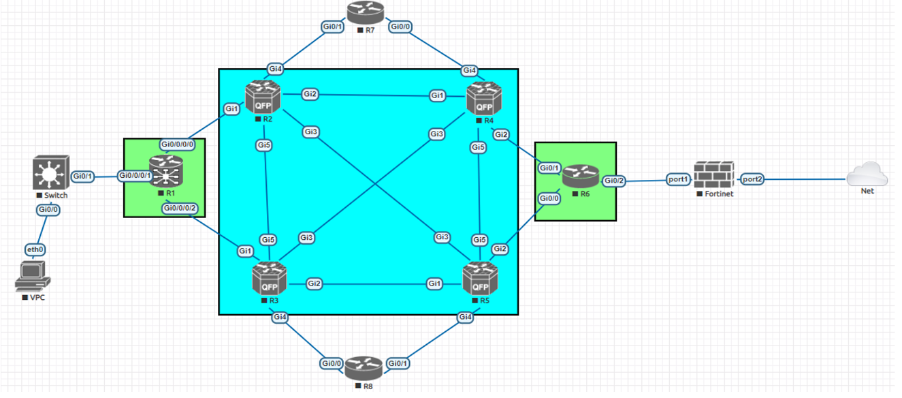 Gi0/1
Gi0/0
R7
Gi4
Gi4
QFP
R2
Gi2
Gi1
QFP
R4
Gi1
Gi3
Gi3
Gi2
Gi5
Gi5
Gi0/0/0/0
Gi0/1
Gi0/0/0/1
R1
Switch
Gi0/0
Gi0/0/0/2
Gi0/1
R6
Gi0/2
Gi0/0
port1
port2
Fortinet
Net
eth0
VPC
Gi1
Gi5
Gi3
Gi3
Gi5
Gi2
QFP
R3
Gi2
Gi1
QFP
R5
Gi4
Gi4
Gi0/0
Gi0/1
R8